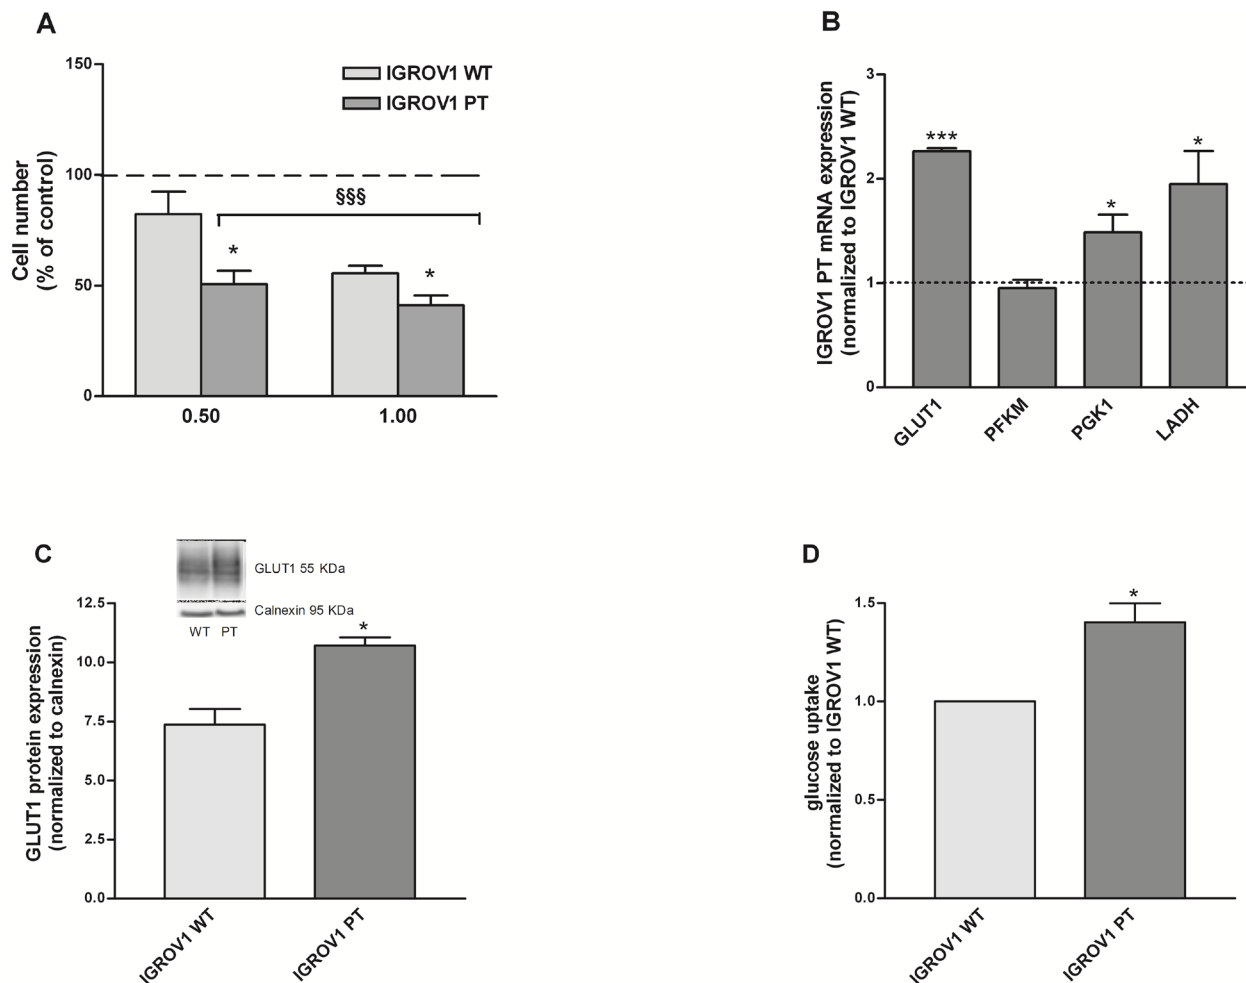 A
150
100
50
0
Cell number
(% of control)
IGROV1 WT
IGROV1 PT
§§§
*
*
0.50
1.00
B
3
2
1
0
IGROV1 PT mRNA expression
(normalized to IGROV1 WT)
***
*
*
GLUT1
PFKM
PGK1
LADH
C
GLUT1 55 KDa
Calnexin 95 KDa
WT PT
12.5
10.0
7.5
5.0
2.5
0.0
GLUT1 protein expression
(normalized to calnexin)
*
IGROV1 WT
IGROV1 PT
D
1.5
1.0
0.5
0.0
glucose uptake
(normalized to IGROV1 WT)
*
IGROV1 WT
IGROV1 PT